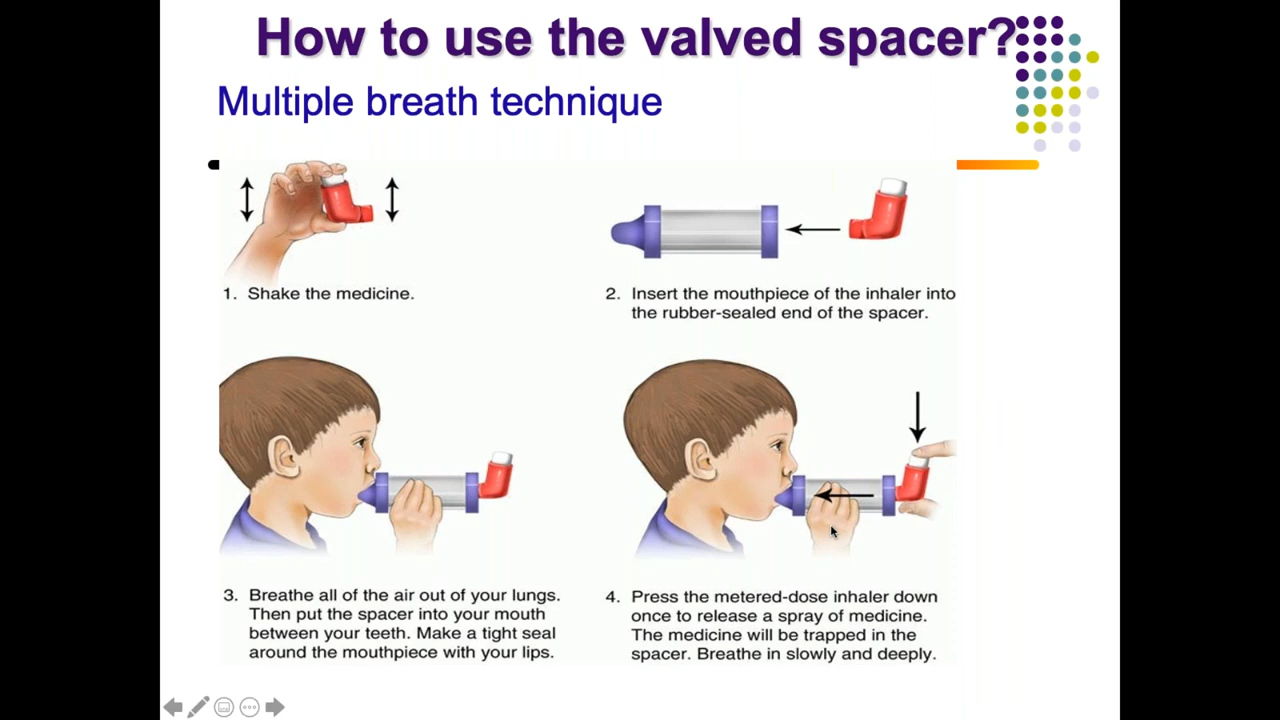 How to use the valved spacer?
Multiple breath technique
1. Shake the medicine.
2. Insert the mouthpiece of the inhaler into
the rubber-sealed end of the spacer.
3. Breathe all of the air out of your lungs.
Then put the spacer into your mouth
between your teeth. Make a tight seal
around the mouthpiece with your lips.
4. Press the metered-dose inhaler down
once to release a spray of medicine.
The medicine will be trapped in the
spacer. Breathe in slowly and deeply.